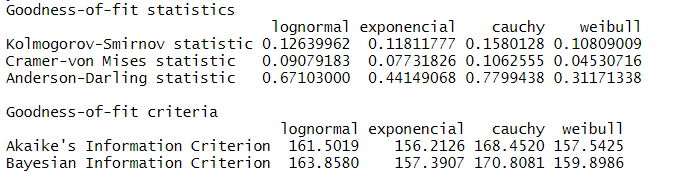 Goodness-of-fit statistics
lognormal exponencial cauchy weibull
Kolmogorov-Smirnov statistic 0.12639962 0.11811777 0.1580128 0.10809009
Cramer-von Mises statistic 0.09079183 0.07731826 0.1062555 0.04530716
Anderson-Darling statistic 0.67103000 0.44149068 0.7799438 0.31171338
Goodness-of-fit criteria
lognormal exponencial cauchy weibull
Akaike's Information Criterion 161.5019 156.2126 168.4520 157.5425
Bayesian Information Criterion 163.8580 157.3907 170.8081 159.8986